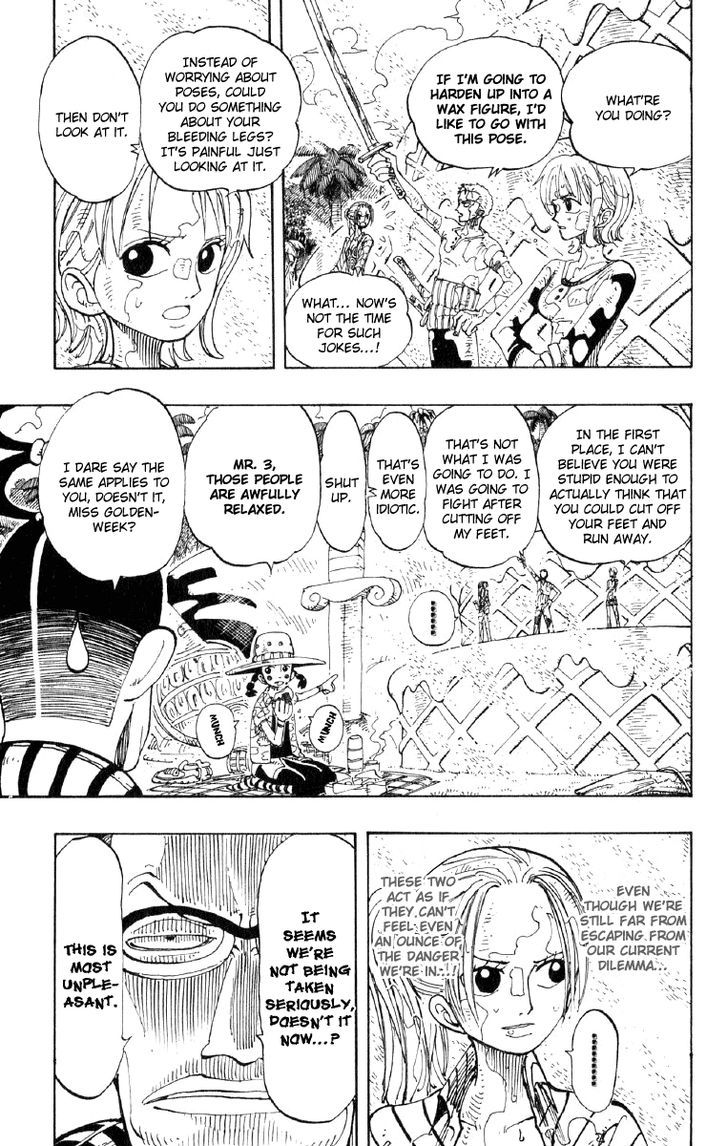 WHAT'RE
YOU DOING?
IF I'M GOING TO
HARDEN UP INTO A
WAX FIGURE, I'D
LIKE TO GO WITH
THIS POSE.
WHAT... NOW'S
NOT THE TIME
FOR SUCH
JOKES...!
INSTEAD OF
WORRYING ABOUT
POSES, COULD
YOU DO SOMETHING
ABOUT YOUR
BLEEDING LEGS?
IT'S PAINFUL JUST
LOOKING AT IT.
THEN DON'T
LOOK AT IT.
IN THE FIRST
PLACE, I CAN'T
BELIEVE YOU WERE
STUPID ENOUGH TO
ACTUALLY THINK THAT
YOU COULD CUT OFF
YOUR FEET AND
RUN AWAY.
THAT'S NOT
WHAT I WAS
GOING TO DO. I
WAS GOING TO
FIGHT AFTER
CUTTING OFF
MY FEET.
THAT'S
EVEN
MORE
IDIOTIC.
SHUT
UP.
MR. 3,
THOSE PEOPLE
ARE AWFULLY
RELAXED.
MUNCH
MUNCH
I DARE SAY THE
SAME APPLIES TO
YOU, DOESN'T IT,
MISS GOLDEN-
WEEK?
EVEN
THOUGH WE'RE
STILL FAR FROM
ESCAPING FROM
OUR CURRENT
DILEMMA...
THESE TWO
ACT AS IF
THEY CAN'T
FEEL EVEN
AN OUNCE OF
THE DANGER
WE'RE IN...!
IT
SEEMS
WE'RE
NOT BEING
TAKEN
SERIOUSLY,
DOESN'T IT
NOW...?
THIS IS
MOST
UNPLE-
ASANT.